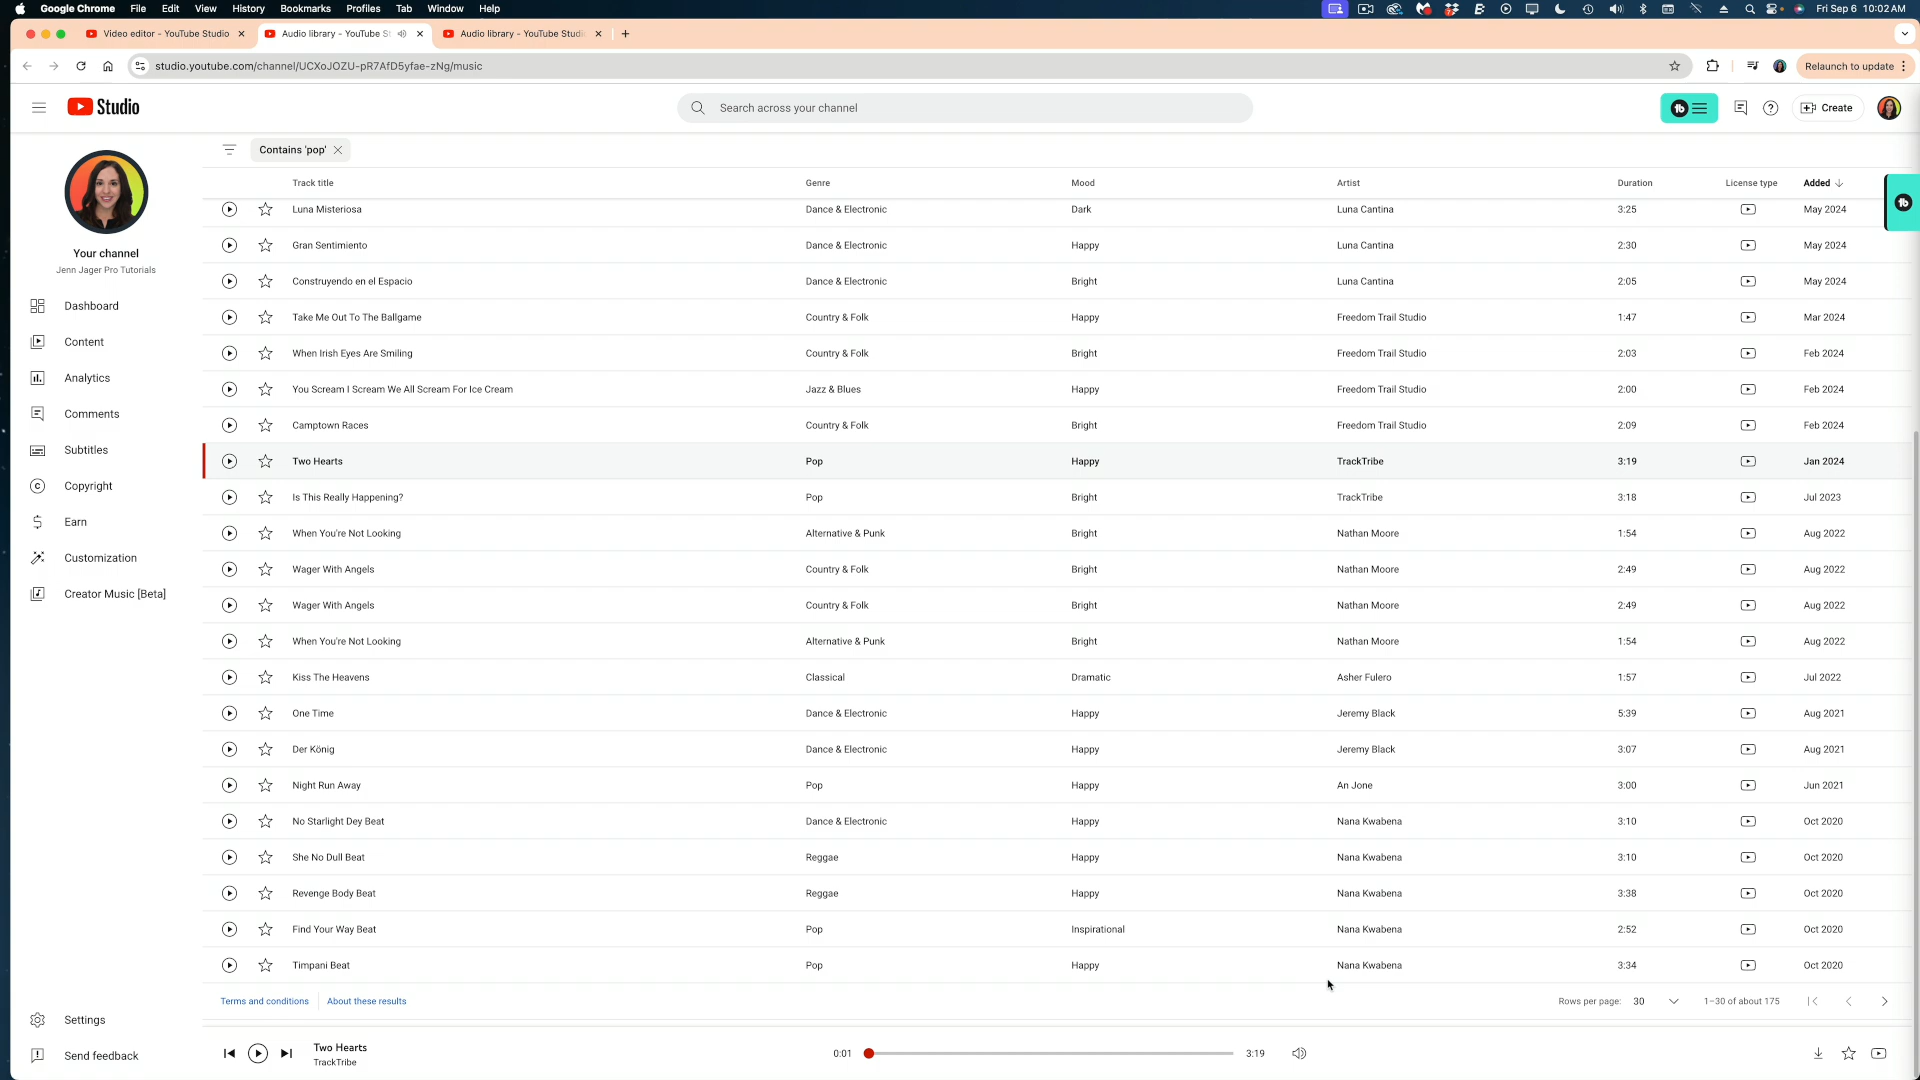 Google Chrome File Edit View History Bookmarks Profiles Tab Window Help Fri Sep 6 10:02 AM
Video editor - YouTube Studio Audio library - YouTube St Audio library - YouTube Studi
studio.youtube.com/channel/UCXoJOZU-pR7AfD5yfae-zNg/music Relaunch to update
Studio Search across your channel Create
Contains 'pop'
Track title Genre Mood Artist Duration License type Added
Luna Misteriosa Dance & Electronic Dark Luna Cantina 3:25 May 2024
Gran Sentimiento Dance & Electronic Happy Luna Cantina 2:30 May 2024
Construyendo en el Espacio Dance & Electronic Bright Luna Cantina 2:05 May 2024
Take Me Out To The Ballgame Country & Folk Happy Freedom Trail Studio 1:47 Mar 2024
When Irish Eyes Are Smiling Country & Folk Bright Freedom Trail Studio 2:03 Feb 2024
You Scream I Scream We All Scream For Ice Cream Jazz & Blues Happy Freedom Trail Studio 2:00 Feb 2024
Camptown Races Country & Folk Bright Freedom Trail Studio 2:09 Feb 2024
Two Hearts Pop Happy TrackTribe 3:19 Jan 2024
Is This Really Happening? Pop Bright TrackTribe 3:18 Jul 2023
When You're Not Looking Alternative & Punk Bright Nathan Moore 1:54 Aug 2022
Wager With Angels Country & Folk Bright Nathan Moore 2:49 Aug 2022
Wager With Angels Country & Folk Bright Nathan Moore 2:49 Aug 2022
When You're Not Looking Alternative & Punk Bright Nathan Moore 1:54 Aug 2022
Kiss The Heavens Classical Dramatic Asher Fulero 1:57 Jul 2022
One Time Dance & Electronic Happy Jeremy Black 5:39 Aug 2021
Der König Dance & Electronic Happy Jeremy Black 3:07 Aug 2021
Night Run Away Pop Happy An Jone 3:00 Jun 2021
No Starlight Dey Beat Dance & Electronic Happy Nana Kwabena 3:10 Oct 2020
She No Dull Beat Reggae Happy Nana Kwabena 3:10 Oct 2020
Revenge Body Beat Reggae Happy Nana Kwabena 3:38 Oct 2020
Find Your Way Beat Pop Inspirational Nana Kwabena 2:52 Oct 2020
Timpani Beat Pop Happy Nana Kwabena 3:34 Oct 2020
Terms and conditions About these results Rows per page: 30 1–30 of about 175
Your channel
Jenn Jager Pro Tutorials
Dashboard
Content
Analytics
Comments
Subtitles
Copyright
Earn
Customization
Creator Music [Beta]
Settings
Send feedback
Two Hearts
TrackTribe
0:01 3:19